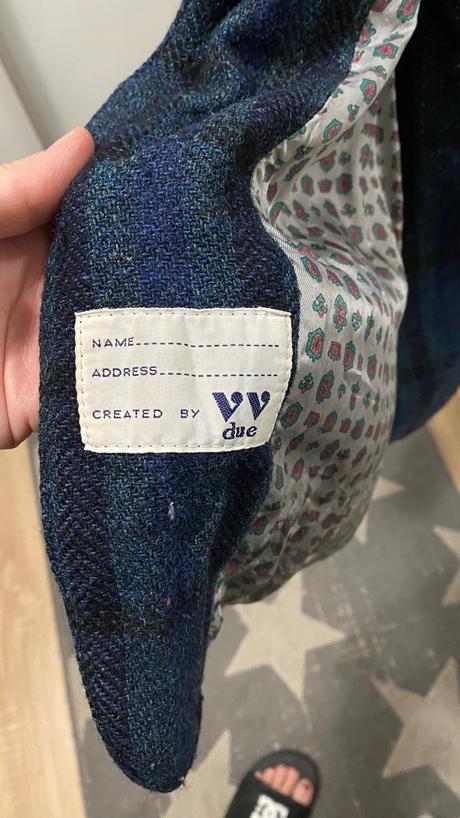 NAME
ADDRESS
CREATED BY VV
due